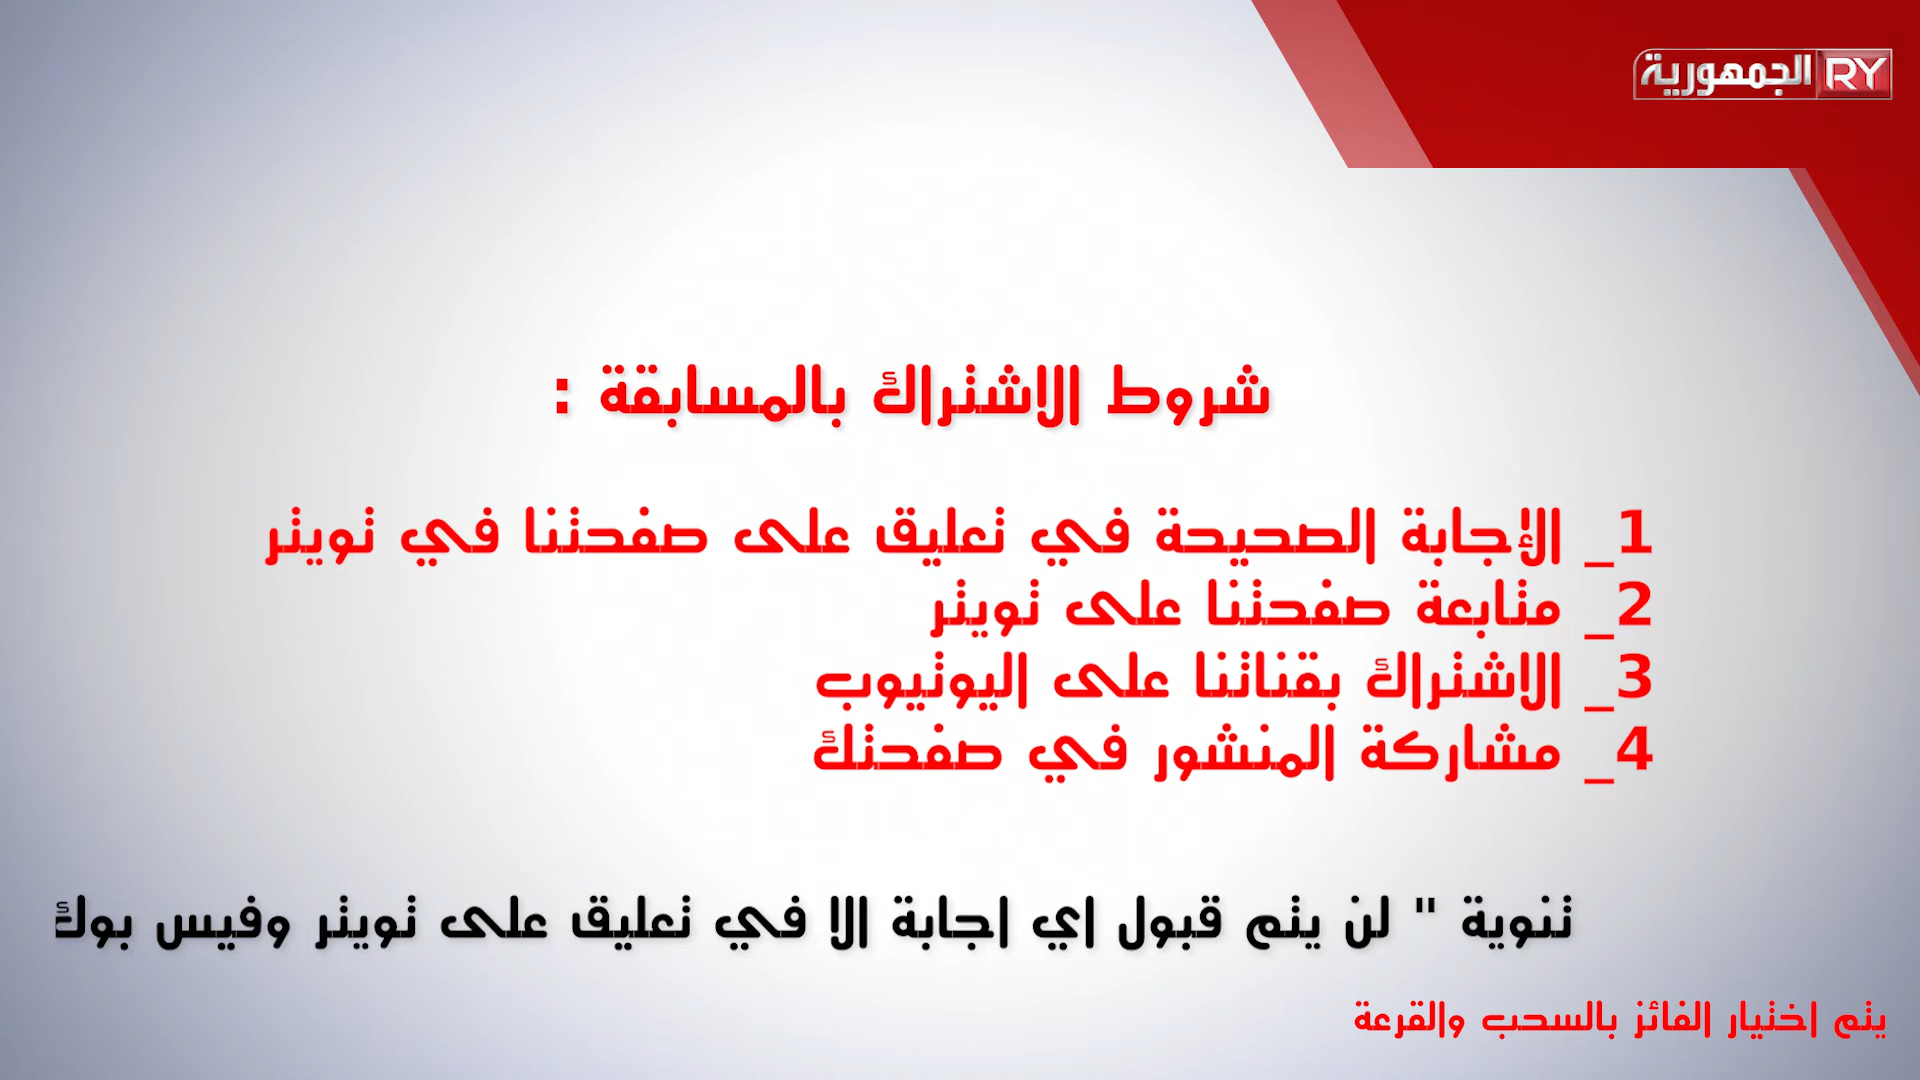 الجمهورية RY
شروط الاشتراك بالمسابقة :
1_ الإجابة الصحيحة في تعليق على صفحتنا في تويتر
2_ متابعة صفحتنا على تويتر
3_ الاشتراك بقناتنا على اليوتيوب
4_ مشاركة المنشور في صفحتك
تنوية " لن يتم قبول اي اجابة الا في تعليق على تويتر وفيس بوك
يتم اختيار الفائز بالسحب والقرعة